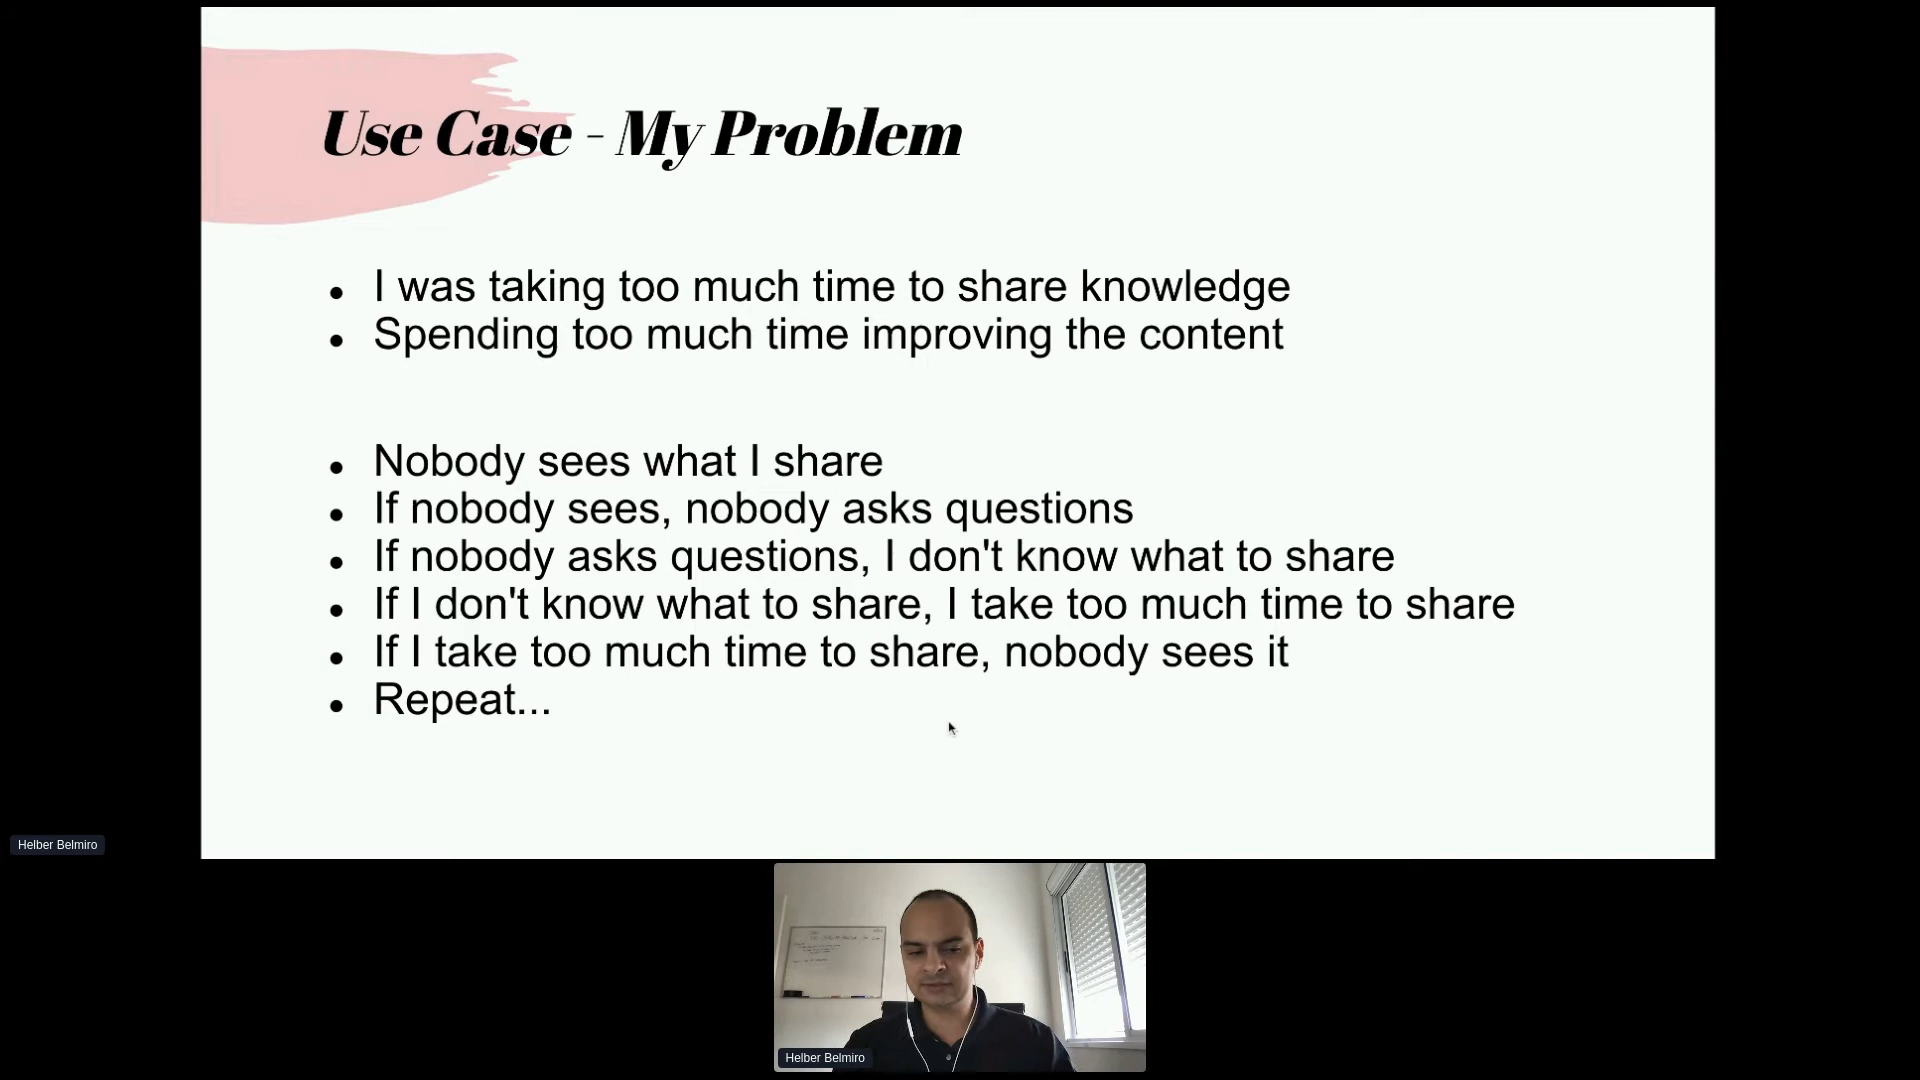 Use Case - My Problem
I was taking too much time to share knowledge
Spending too much time improving the content
Nobody sees what I share
If nobody sees, nobody asks questions
If nobody asks questions, I don't know what to share
If I don't know what to share, I take too much time to share
If I take too much time to share, nobody sees it
Repeat...
Helber Belmiro
Helber Belmiro